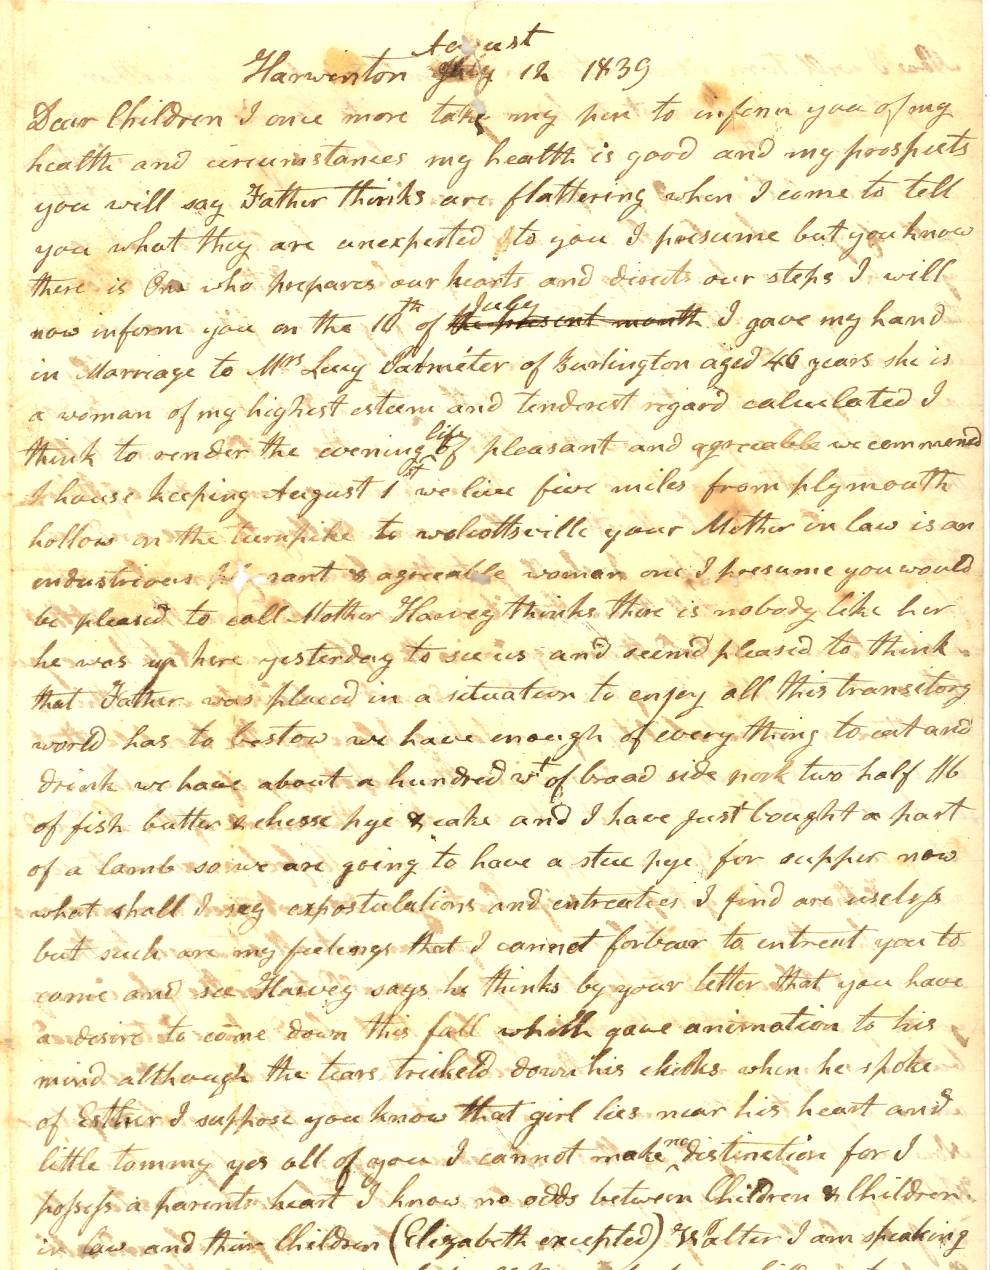 August
Harwinton July 12 1839
Dear Children I once more take my pen to inform you of my
health and circumstances my health is good and my prospects
you will say Father thinks are flattering when I come to tell
you what they are unexpected to you I presume but you know
there is One who prepares our hearts and directs our steps I will
July
now inform you on the 10th of the present month I gave my hand
in Marriage to Mrs Lucy of Burlington aged 46 years she is
a woman of my highest esteem and tenderest regard calculated I
life
think to render the evening of pleasant and agreeable we commencd
I house keeping August 1st we live five miles from plymouth
hollow on the turnpike to wolcottsville your Mother in law is an
industrious & agreeable woman one I presume you would
be pleased to call Mother Harvey thinks there is nobody like her
he was up here yesterday to see us and seemd pleased to think
that Father was placed in a situation to enjoy all this transitory
world has to bestow we have enough of every thing to eat and
drink we have about a hundred wt of broad side pork two half bb
of fish butter & chesse pye & cake and I have just bought a part
of a lamb so we are going to have a stue pye for supper now
what shall I say expostulations and entreaties I find are useless
but such are my feelings that I cannot forbear to intreat you to
come and see Harvey says he thinks by your letter that you have
a desire to come down this fall which gave animation to his
mind although the tears trickeld down his cheeks when he spoke
of Esther I suppose you know that girl lies near his heart and
little tommy yes all of you I cannot make no distinction for I
possess a parents heart I know no odds between Children & Children
in law and their Children (Elizabeth excepted) Walter I am speaking